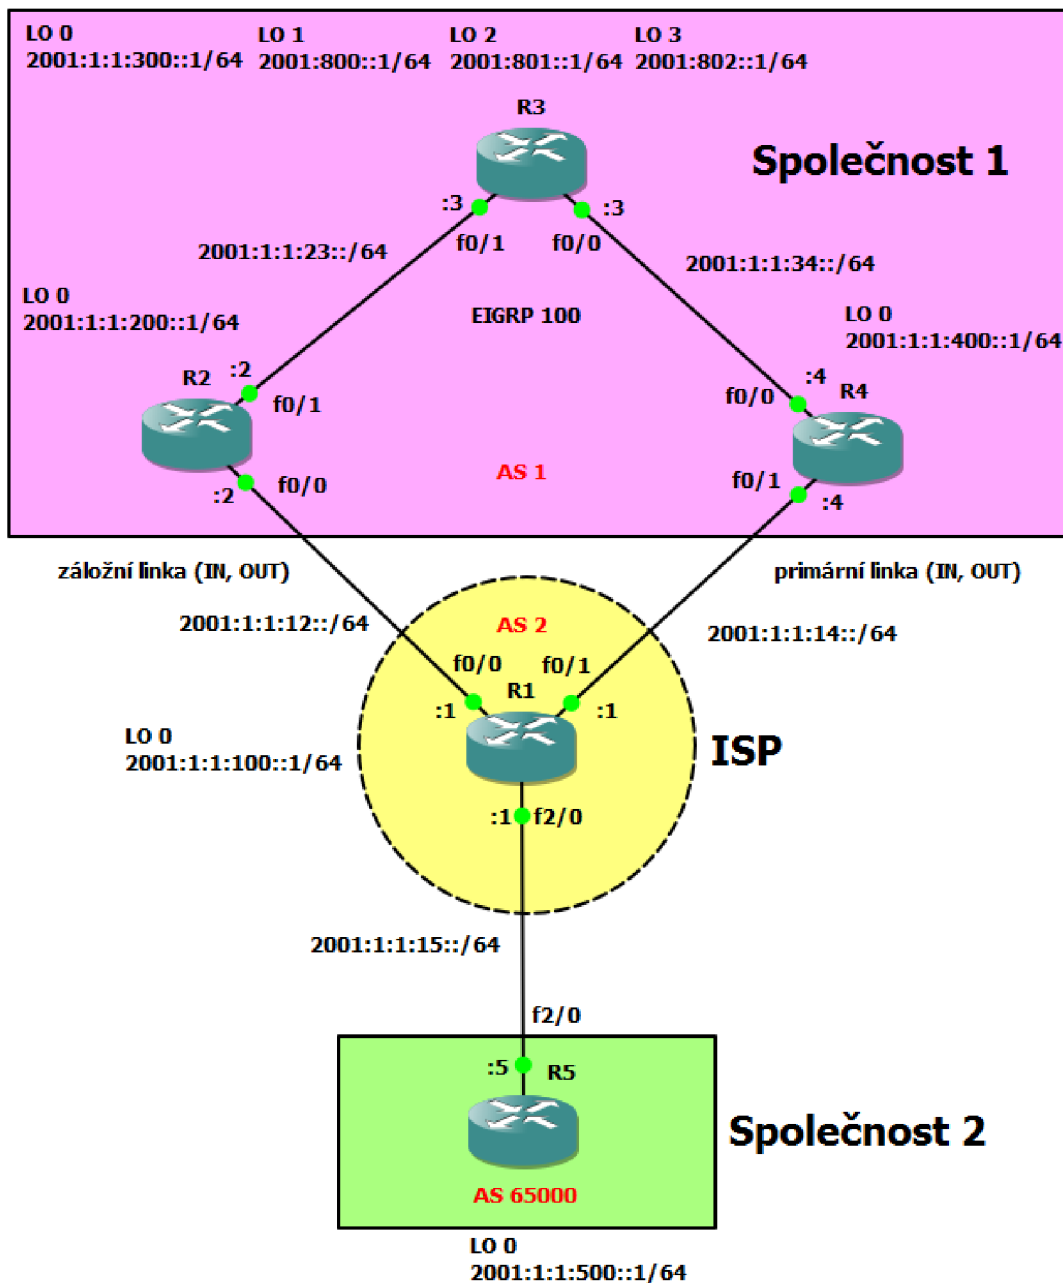 LO 0
2001:1:1:300::1/64
LO 1
2001:800::1/64
LO 2
2001:801::1/64
LO 3
2001:802::1/64
R3
Společnost 1
:3
:3
f0/1
f0/0
2001:1:1:23::/64
2001:1:1:34::/64
LO 0
2001:1:1:200::1/64
EIGRP 100
LO 0
2001:1:1:400::1/64
R2
:2
:4
R4
f0/1
f0/0
AS 1
:2
f0/0
f0/1
:4
záložní linka (IN, OUT)
primární linka (IN, OUT)
2001:1:1:12::/64
AS 2
2001:1:1:14::/64
f0/0
f0/1
R1
:1
:1
LO 0
2001:1:1:100::1/64
ISP
:1
f2/0
2001:1:1:15::/64
f2/0
:5
R5
Společnost 2
AS 65000
LO 0
2001:1:1:500::1/64